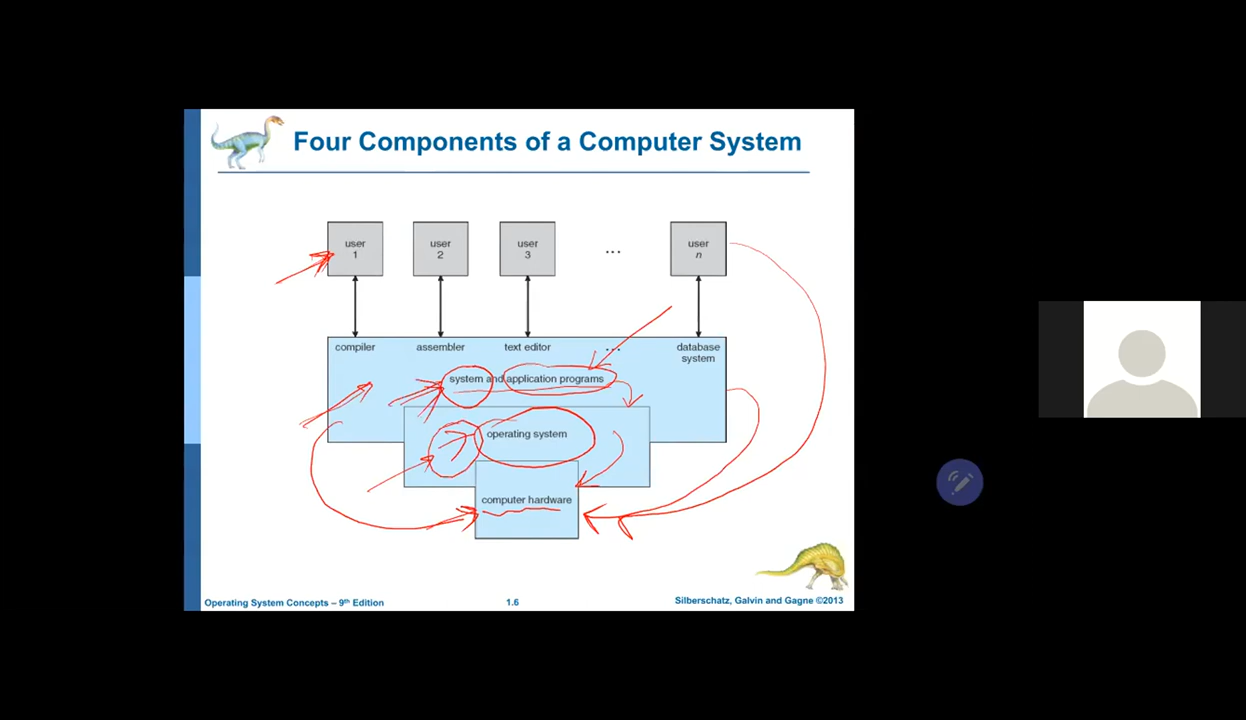 Four Components of a Computer System
user
1
user
2
user
3
...
user
n
compiler
assembler
text editor
...
database
system
system and application programs
operating system
computer hardware
Operating System Concepts – 9th Edition
1.6
Silberschatz, Galvin and Gagne ©2013